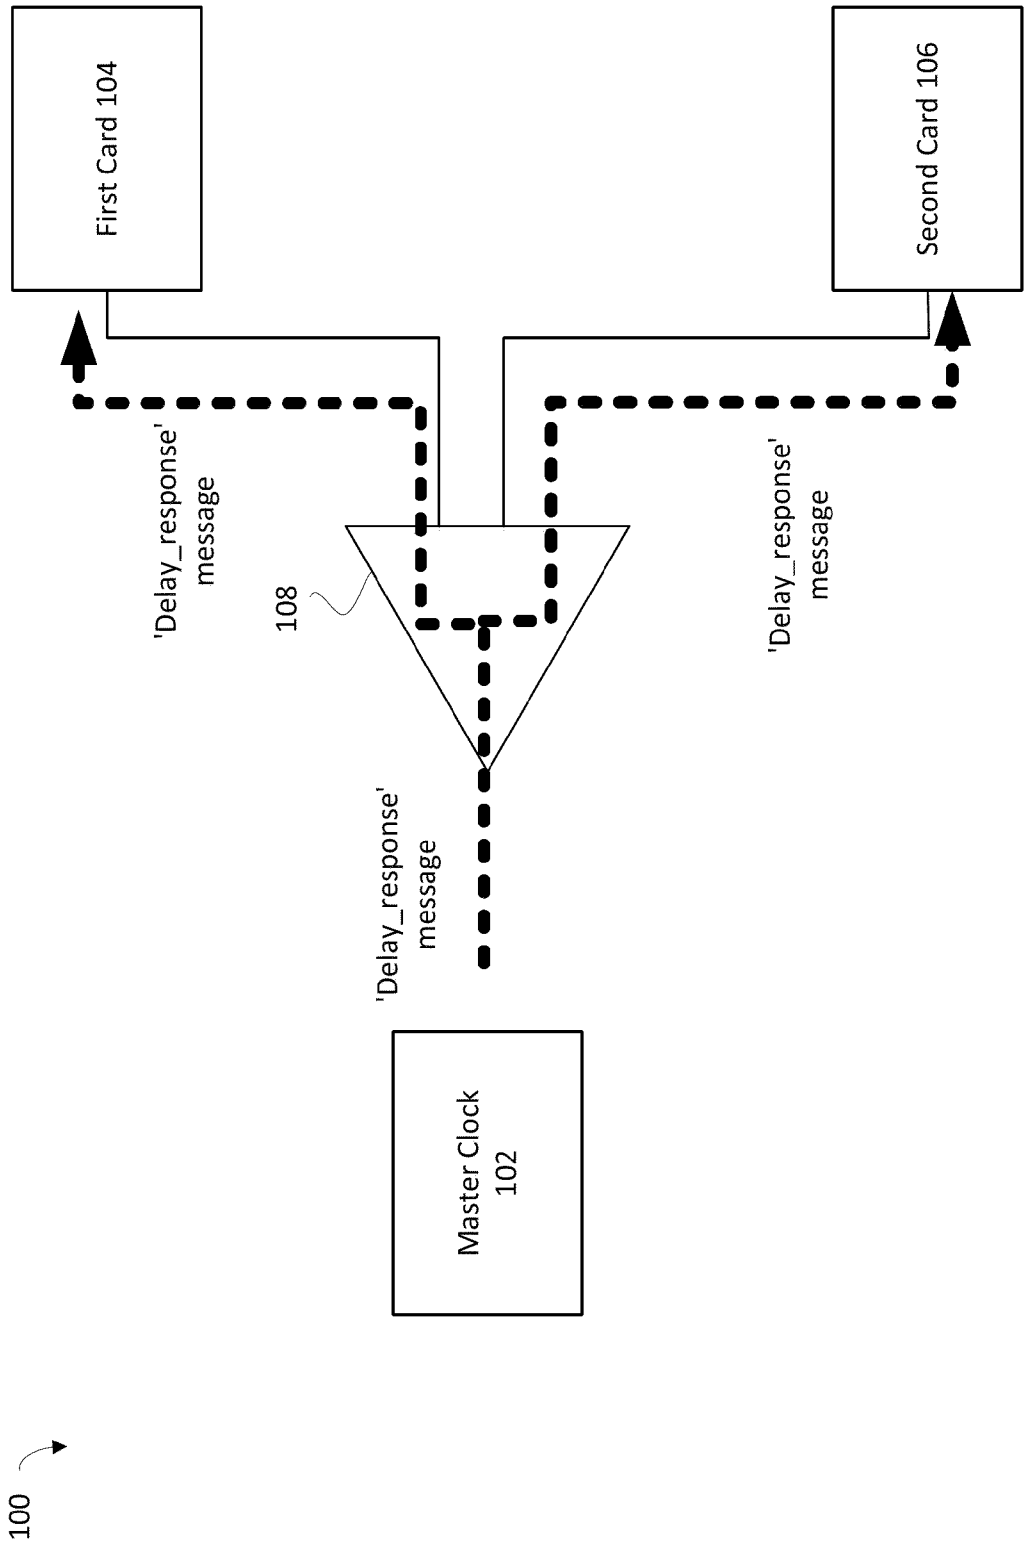 100
Master Clock
102
'Delay_response'
message
108
'Delay_response'
message
First Card 104
'Delay_response'
message
Second Card 106